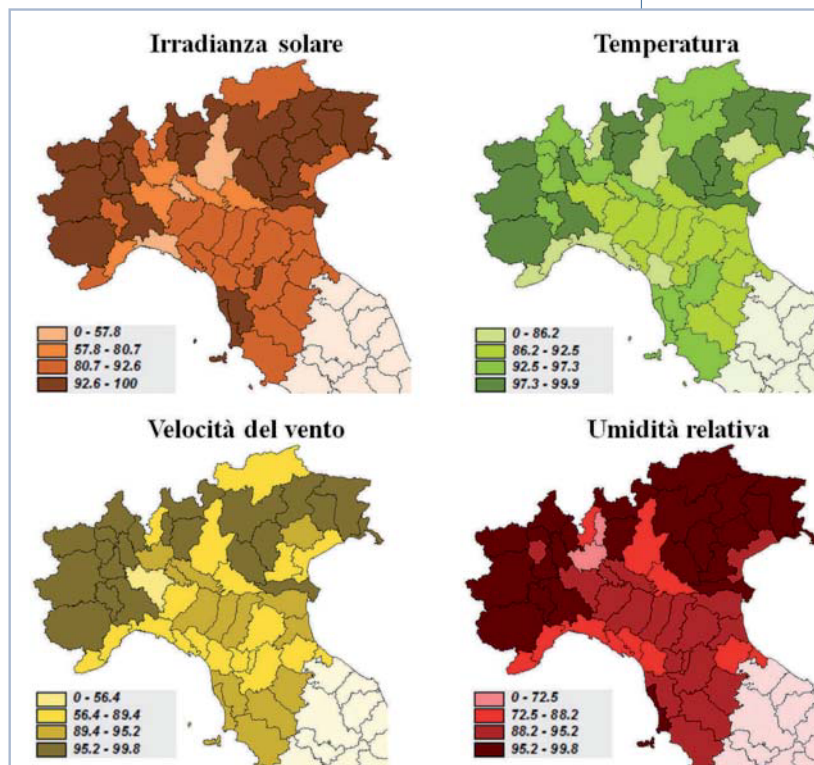 Irradianza solare
Temperatura
0 - 57.8
57.8 - 80.7
80.7 - 92.6
92.6 - 100
0 - 86.2
86.2 - 92.5
92.5 - 97.3
97.3 - 99.9
Velocità del vento
Umidità relativa
0 - 56.4
56.4 - 89.4
89.4 - 95.2
95.2 - 99.8
0 - 72.5
72.5 - 88.2
88.2 - 95.2
95.2 - 99.8